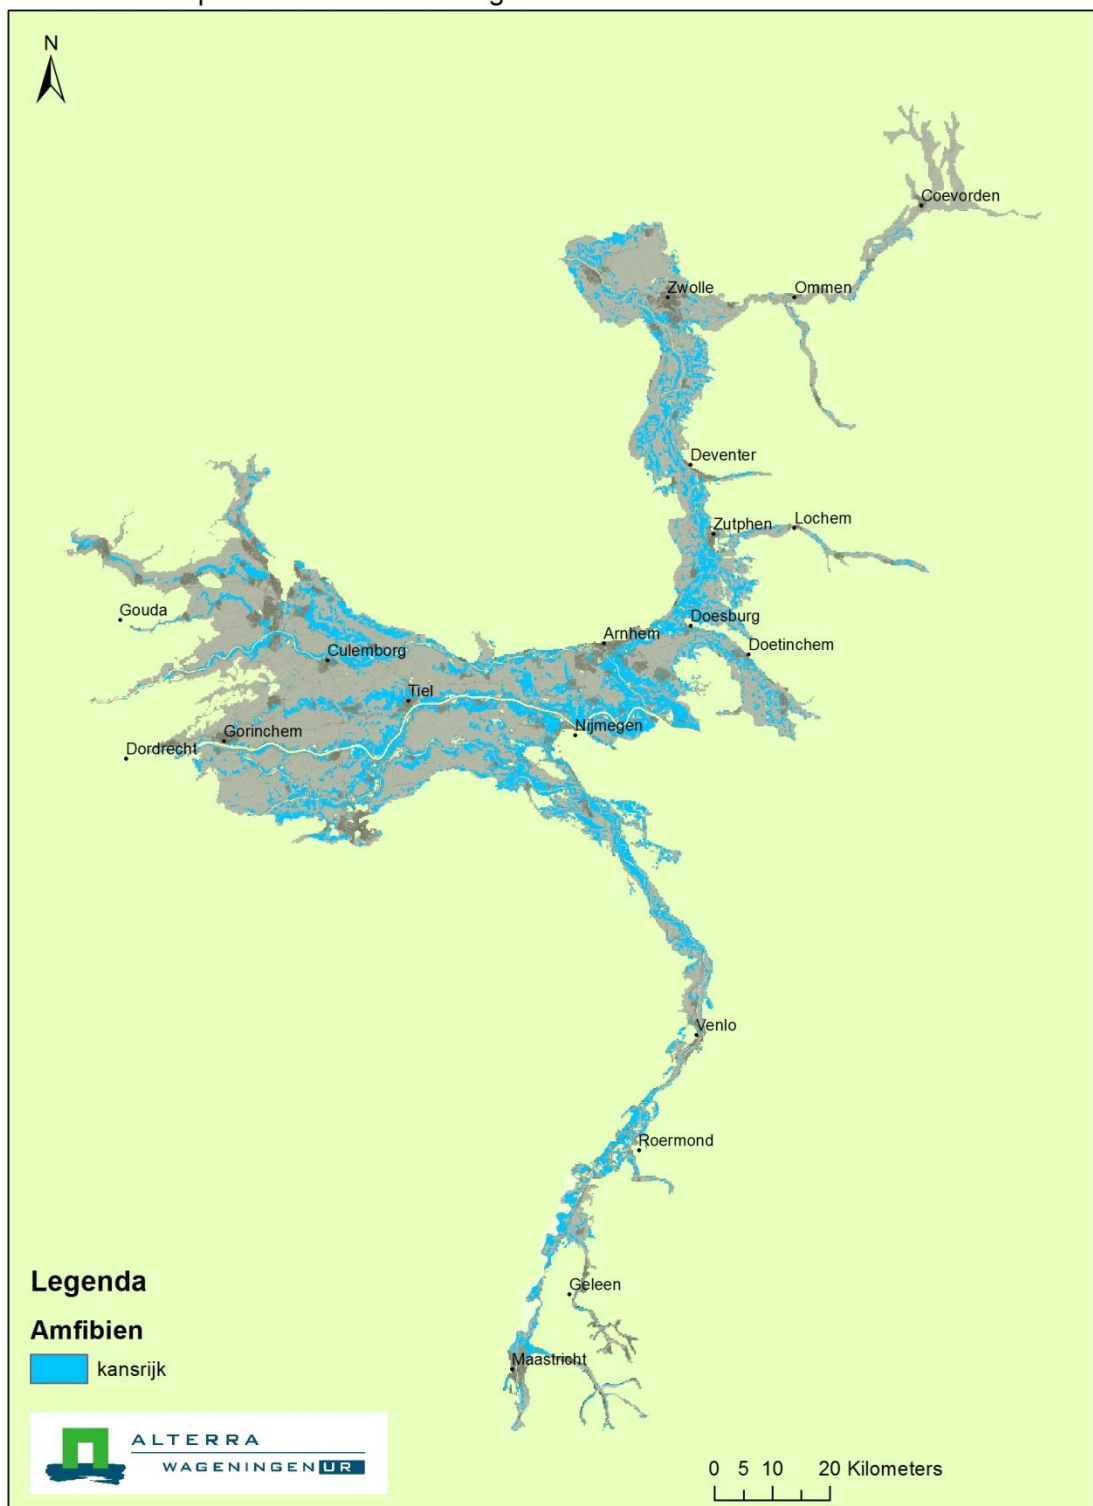 N
Coevorden
Zwolle
Ommen
Deventer
Zutphen
Lochem
Gouda
Doesburg
Arnhem
Doetinchem
Culemborg
Tiel
Nijmegen
Gorinchem
Dordrecht
Venlo
Roermond
Geleen
Maastricht
Legenda
Amfibien
kansrijk
ALTERRA
WAGENINGEN UR
0 5 10 20 Kilometers